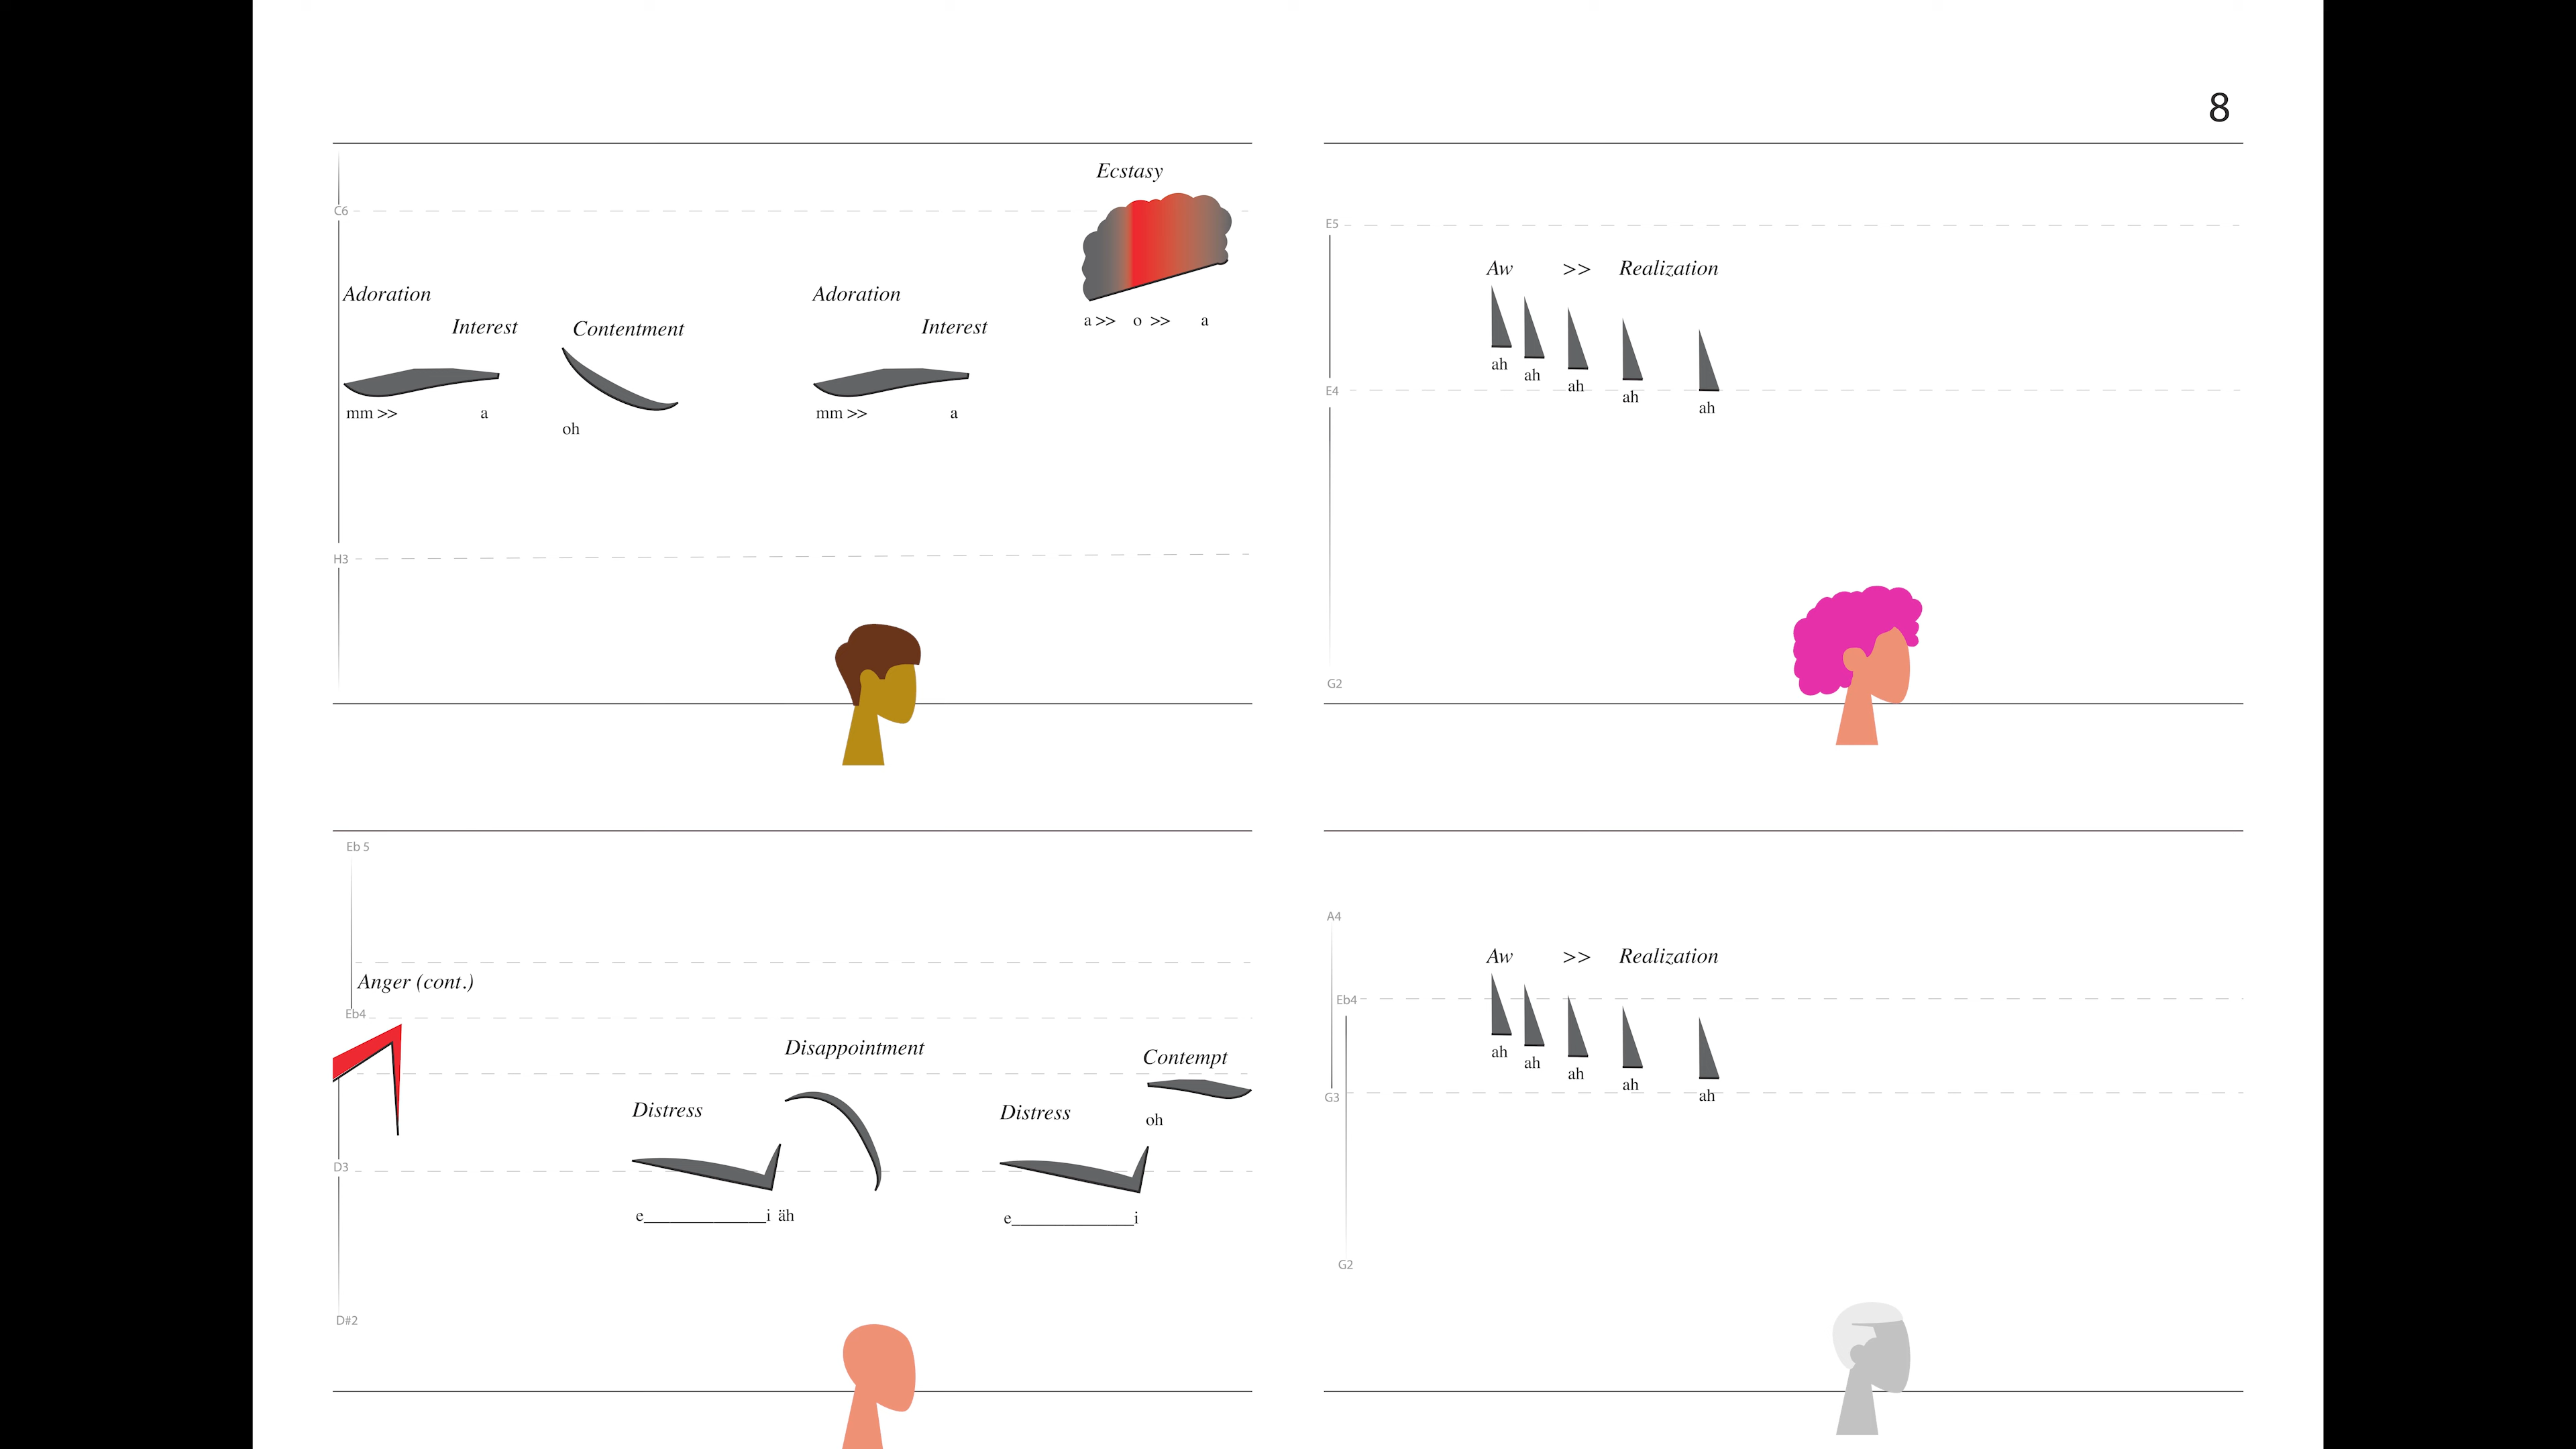 8
Ecstasy
C6
Adoration
Adoration
Interest
Contentment
Interest
a >> o >> a
mm >> a
oh
mm >> a
H3
E5
Aw >> Realization
ah
ah
ah
ah
ah
E4
G2
Eb 5
Anger (cont.)
Eb4
Disappointment
Contempt
Distress
Distress
oh
D3
e______________i äh
e______________i
D#2
A4
Aw >> Realization
Eb4
ah
ah
ah
ah
ah
G3
G2